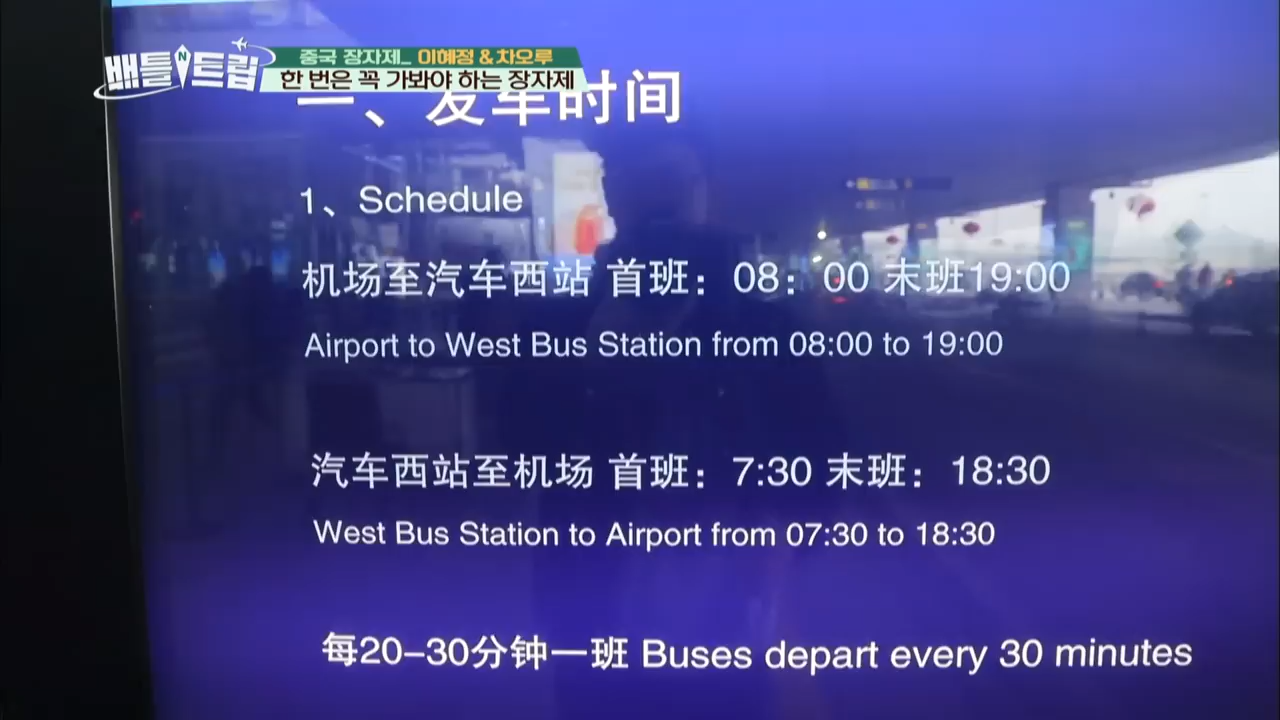 배틀트립
중국 장자제_ 이혜정 & 차오루
한 번은 꼭 가봐야 하는 장자제
一、发车时间
1、Schedule
机场至汽车西站 首班：08：00 末班19:00
Airport to West Bus Station from 08:00 to 19:00
汽车西站至机场 首班：7:30 末班：18:30
West Bus Station to Airport from 07:30 to 18:30
每20-30分钟一班 Buses depart every 30 minutes